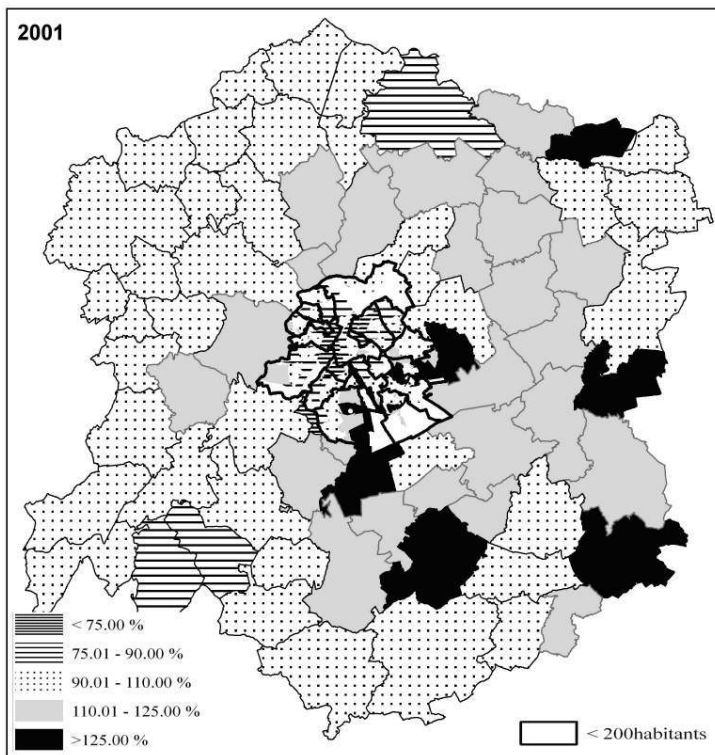 2001
< 75.00 %
75.01 - 90.00 %
90.01 - 110.00 %
110.01 - 125.00 %
>125.00 %
< 200habitants